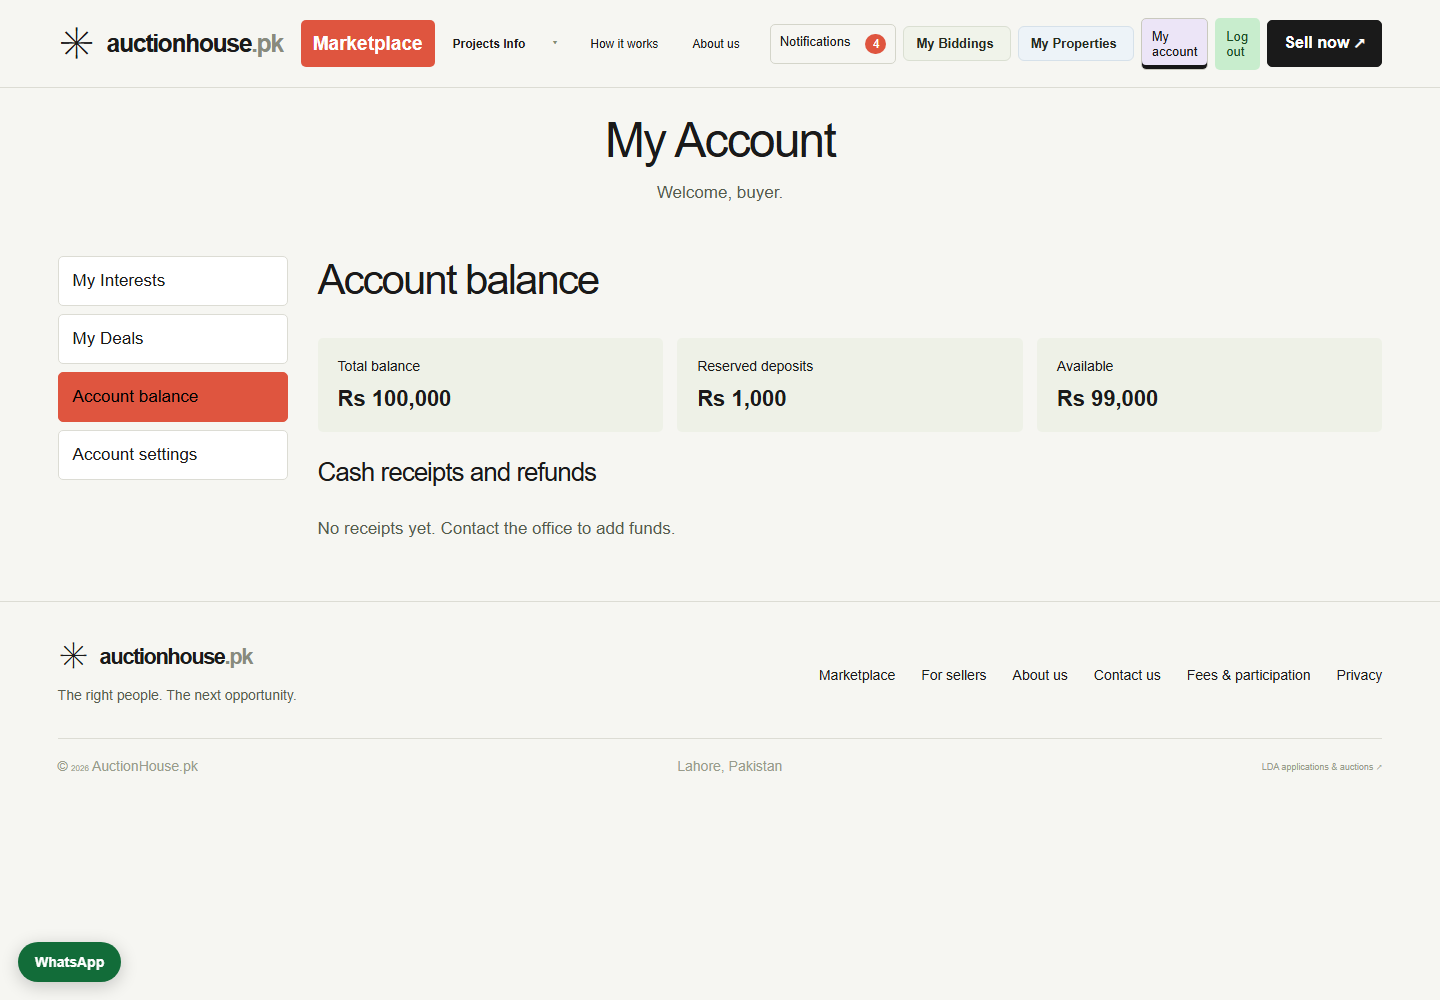 auctionhouse.pk
Marketplace
Projects Info
How it works
About us
Notifications 4
My Biddings
My Properties
My account
Log out
Sell now ↗
My Account
Welcome, buyer.
My Interests
My Deals
Account balance
Account settings
Account balance
Total balance
Rs 100,000
Reserved deposits
Rs 1,000
Available
Rs 99,000
Cash receipts and refunds
No receipts yet. Contact the office to add funds.
auctionhouse.pk
The right people. The next opportunity.
Marketplace
For sellers
About us
Contact us
Fees & participation
Privacy
© 2026 AuctionHouse.pk
Lahore, Pakistan
LDA applications & auctions ↗
WhatsApp